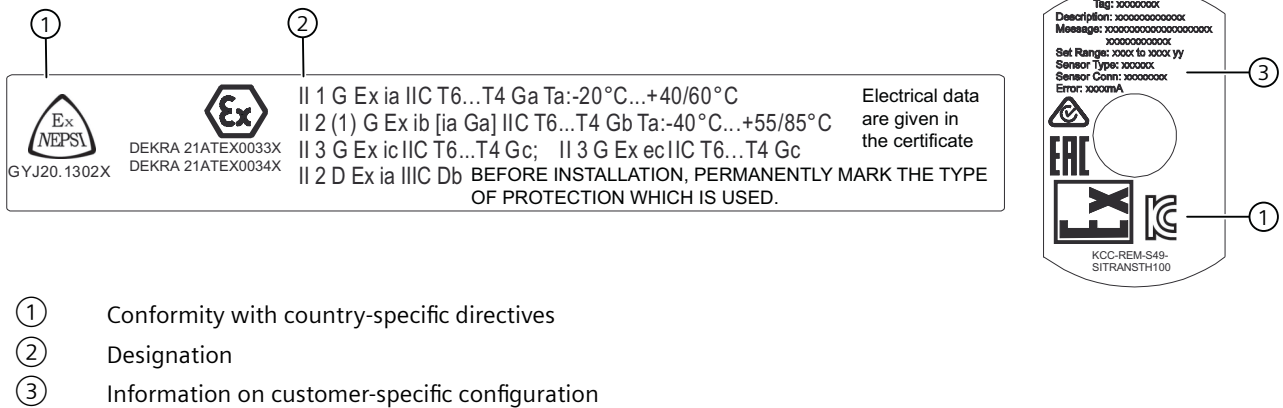 1
2
Ex
NEPSI
GYJ20.1302X
Ex
DEKRA 21ATEX0033X
DEKRA 21ATEX0034X
II 1 G Ex ia IIC T6...T4 Ga Ta:-20°C...+40/60°C
II 2 (1) G Ex ib [ia Ga] IIC T6...T4 Gb Ta:-40°C...+55/85°C
II 3 G Ex ic IIC T6...T4 Gc; II 3 G Ex ec IIC T6...T4 Gc
II 2 D Ex ia IIIC Db BEFORE INSTALLATION, PERMANENTLY MARK THE TYPE
OF PROTECTION WHICH IS USED.
Electrical data
are given in
the certificate
Tag: xxxxxxxx
Description: xxxxxxxxxxxxx
Message: xxxxxxxxxxxxxxxxxxxx
xxxxxxxxxxxx
Set Range: xxxx to xxxx yy
Sensor Type: xxxxxx
Sensor Conn: xxxxxxxx
Error: xxxxmA
3
EAC
EX
KC
1
KCC-REM-S49-
SITRANSTH100
1 Conformity with country-specific directives
2 Designation
3 Information on customer-specific configuration